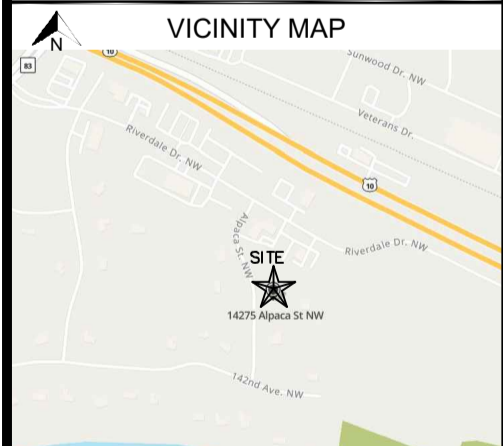 VICINITY MAP
N
10
83
Sunwood Dr. NW
Veterans Dr.
Riverdale Dr. NW
10
Alpaca St. NW
Riverdale Dr. NW
SITE
14275 Alpaca St NW
142nd Ave. NW